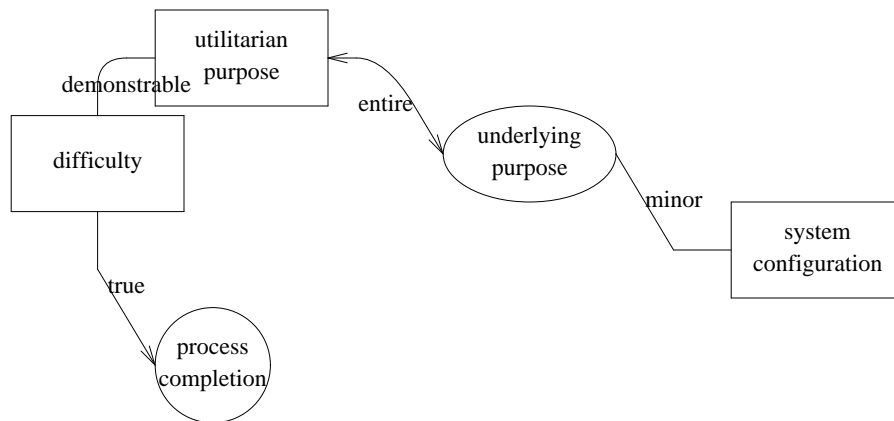 utilitarian
purpose
demonstrable
entire
underlying
purpose
difficulty
minor
system
configuration
true
process
completion